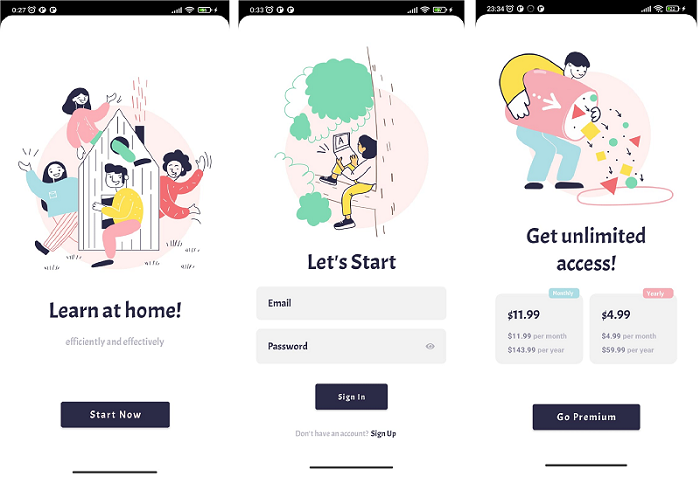 0:27
Learn at home!
efficiently and effectively
Start Now
0:33
A
Let's Start
Email
Password
Sign In
Don't have an account? Sign Up
23:34
Get unlimited
access!
Monthly
$11.99
$11.99 per month
$143.99 per year
Yearly
$4.99
$4.99 per month
$59.99 per year
Go Premium